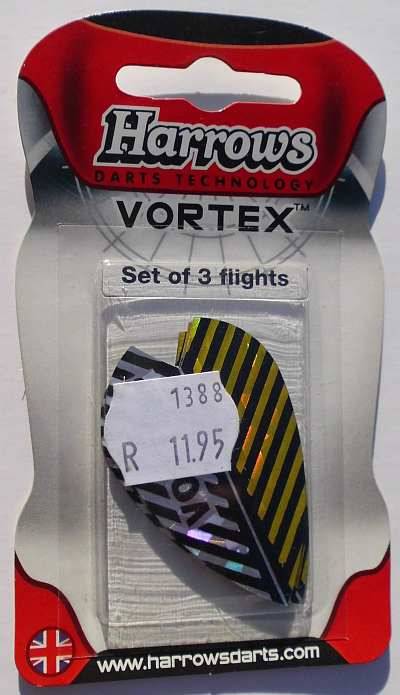 Harrows
DARTS TECHNOLOGY
VORTEX™
Set of 3 flights
1388
R 11.95
www.harrowsdarts.com